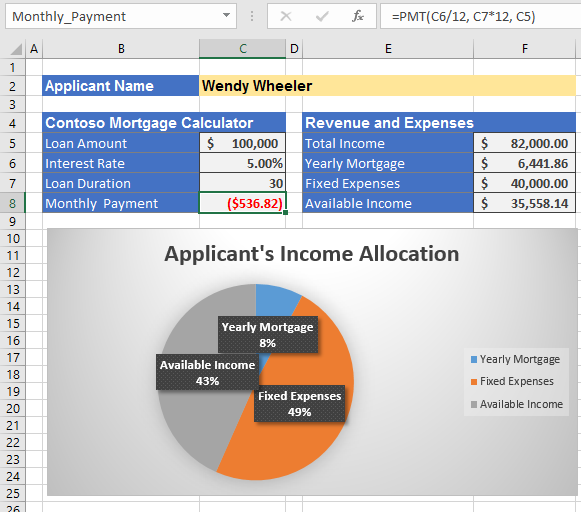 Monthly_Payment fx =PMT(C6/12, C7*12, C5)
A B C D E F
1
2 Applicant Name Wendy Wheeler
3
4 Contoso Mortgage Calculator Revenue and Expenses
5 Loan Amount $ 100,000 Total Income $ 82,000.00
6 Interest Rate 5.00% Yearly Mortgage $ 6,441.86
7 Loan Duration 30 Fixed Expenses $ 40,000.00
8 Monthly Payment ($536.82) Available Income $ 35,558.14
9
10
11 Applicant's Income Allocation
12
13
14
15 Yearly Mortgage
16 8%
17 Yearly Mortgage
Available Income
18 Fixed Expenses
43%
19 Fixed Expenses
Available Income
20 49%
21
22
23
24
25
26